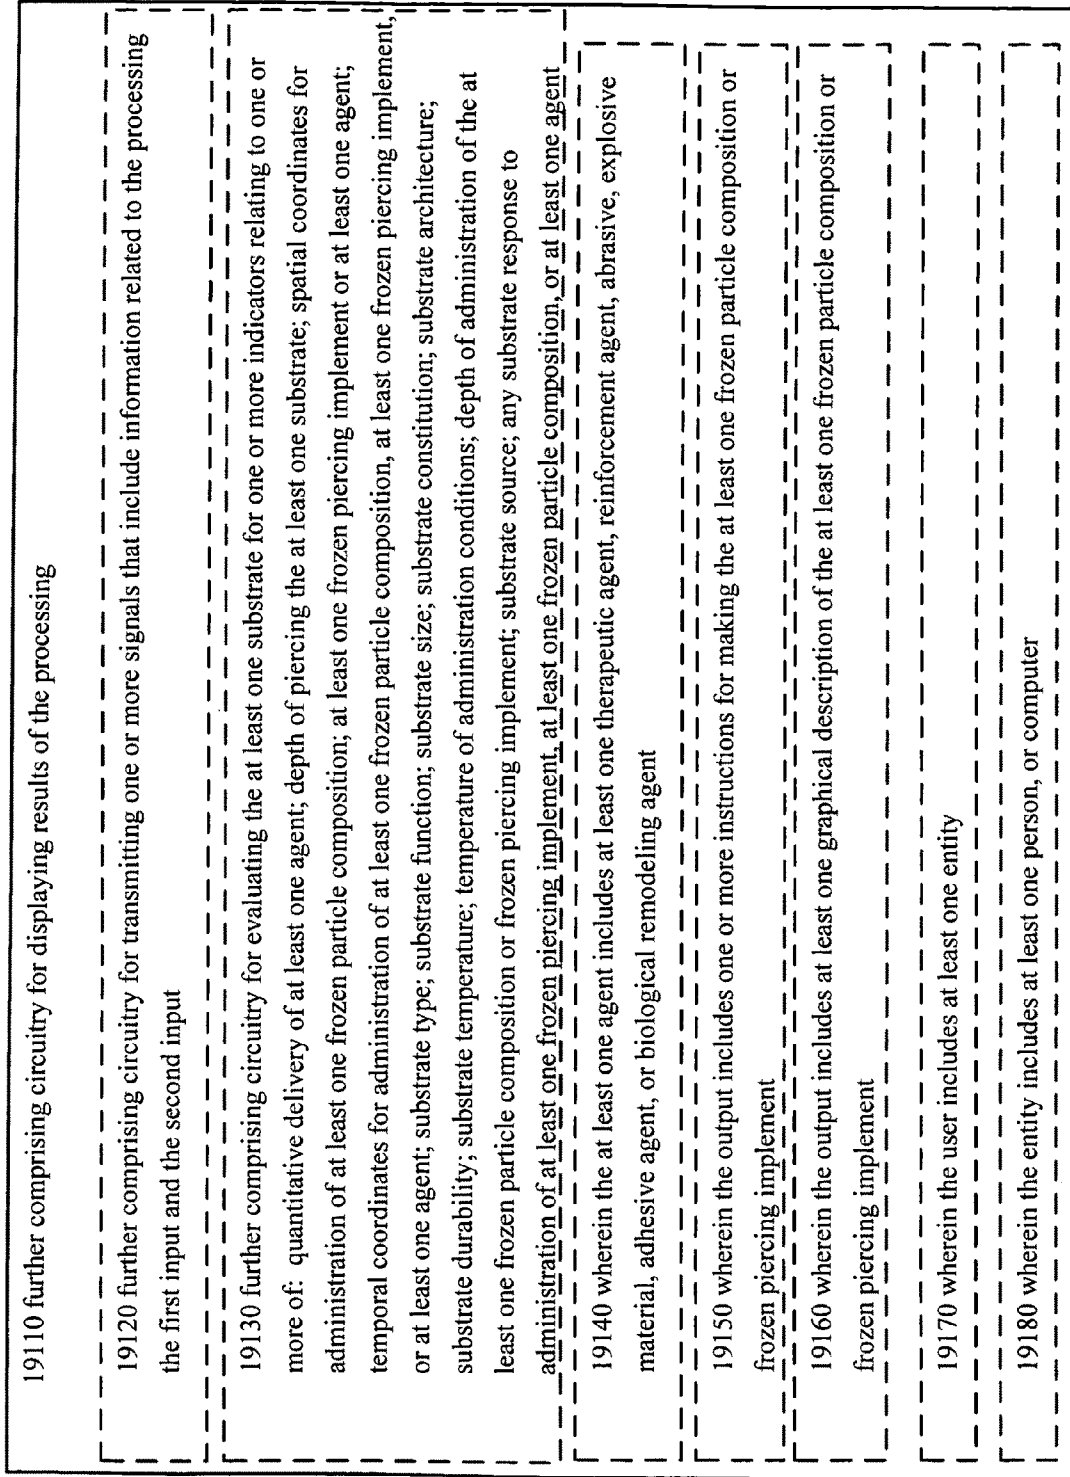 19110 further comprising circuitry for displaying results of the processing
19120 further comprising circuitry for transmitting one or more signals that include information related to the processing
the first input and the second input
19130 further comprising circuitry for evaluating the at least one substrate for one or more indicators relating to one or
more of: quantitative delivery of at least one agent; depth of piercing the at least one substrate; spatial coordinates for
administration of at least one frozen particle composition; at least one frozen piercing implement or at least one agent;
temporal coordinates for administration of at least one frozen particle composition, at least one frozen piercing implement,
or at least one agent; substrate type; substrate function; substrate size; substrate constitution; substrate architecture;
substrate durability; substrate temperature; temperature of administration conditions; depth of administration of the at
least one frozen particle composition or frozen piercing implement; substrate source; any substrate response to
administration of at least one frozen piercing implement, at least one frozen particle composition, or at least one agent
19140 wherein the at least one agent includes at least one therapeutic agent, reinforcement agent, abrasive, explosive
material, adhesive agent, or biological remodeling agent
19150 wherein the output includes one or more instructions for making the at least one frozen particle composition or
frozen piercing implement
19160 wherein the output includes at least one graphical description of the at least one frozen particle composition or
frozen piercing implement
19170 wherein the user includes at least one entity
19180 wherein the entity includes at least one person, or computer